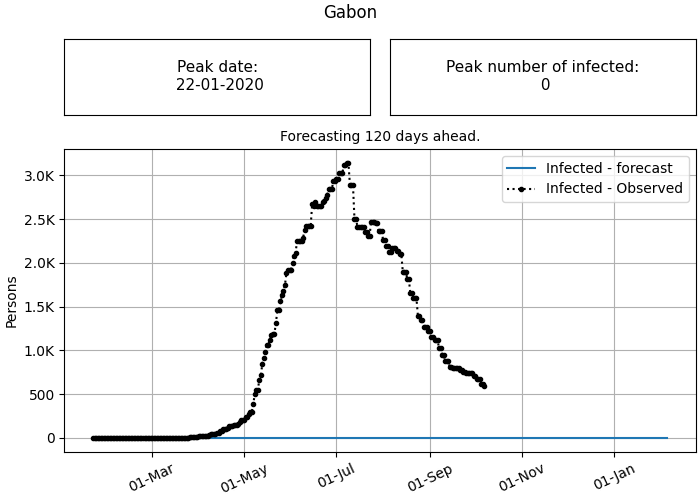 Gabon
Peak date:
22-01-2020
Peak number of infected:
0
Forecasting 120 days ahead.
Infected - forecast
Infected - Observed
3.0K
2.5K
2.0K
1.5K
1.0K
500
0
Persons
01-Mar
01-May
01-Jul
01-Sep
01-Nov
01-Jan